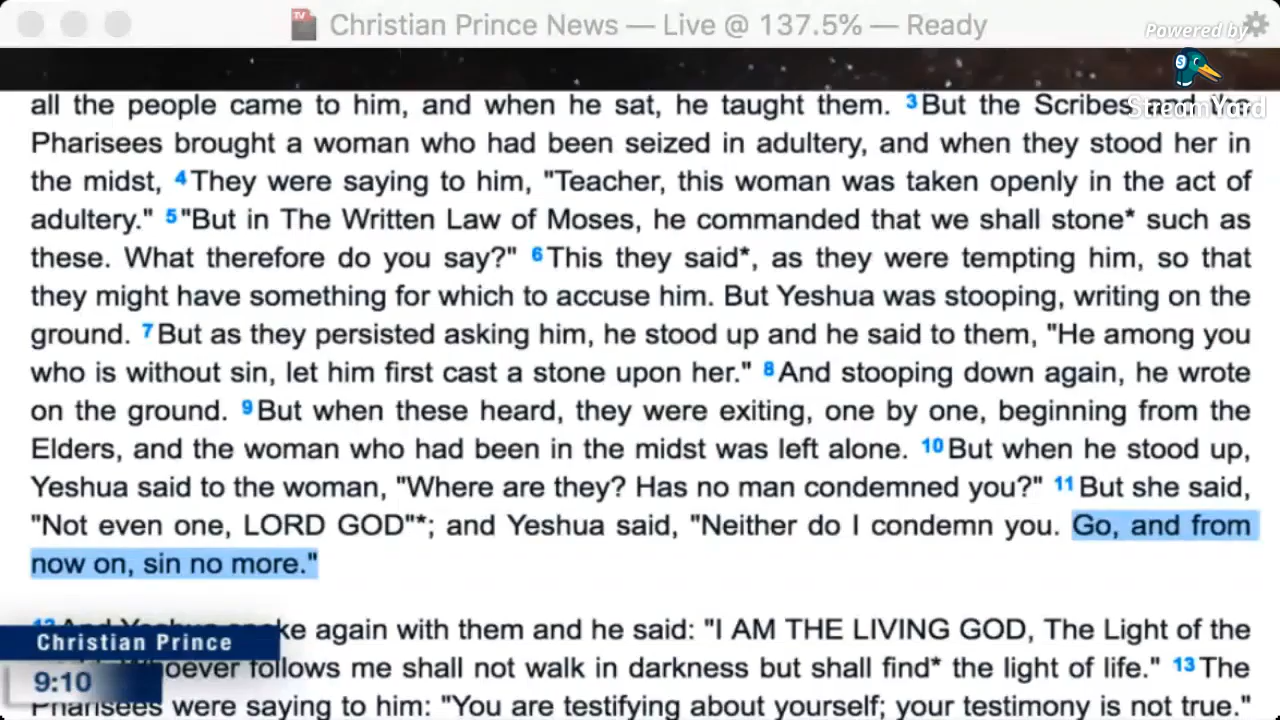 Christian Prince News — Live @ 137.5% — Ready
Powered by
StreamYard
all the people came to him, and when he sat, he taught them. 3 But the Scribes
Pharisees brought a woman who had been seized in adultery, and when they stood her in
the midst, 4 They were saying to him, "Teacher, this woman was taken openly in the act of
adultery." 5 "But in The Written Law of Moses, he commanded that we shall stone* such as
these. What therefore do you say?" 6 This they said*, as they were tempting him, so that
they might have something for which to accuse him. But Yeshua was stooping, writing on the
ground. 7 But as they persisted asking him, he stood up and he said to them, "He among you
who is without sin, let him first cast a stone upon her." 8 And stooping down again, he wrote
on the ground. 9 But when these heard, they were exiting, one by one, beginning from the
Elders, and the woman who had been in the midst was left alone. 10 But when he stood up,
Yeshua said to the woman, "Where are they? Has no man condemned you?" 11 But she said,
"Not even one, LORD GOD"*; and Yeshua said, "Neither do I condemn you. Go, and from
now on, sin no more."
again with them and he said: "I AM THE LIVING GOD, The Light of the
follows me shall not walk in darkness but shall find* the light of life." 13 The
Pharisees were saying to him: "You are testifying about yourself; your testimony is not true."
Christian Prince
9:10